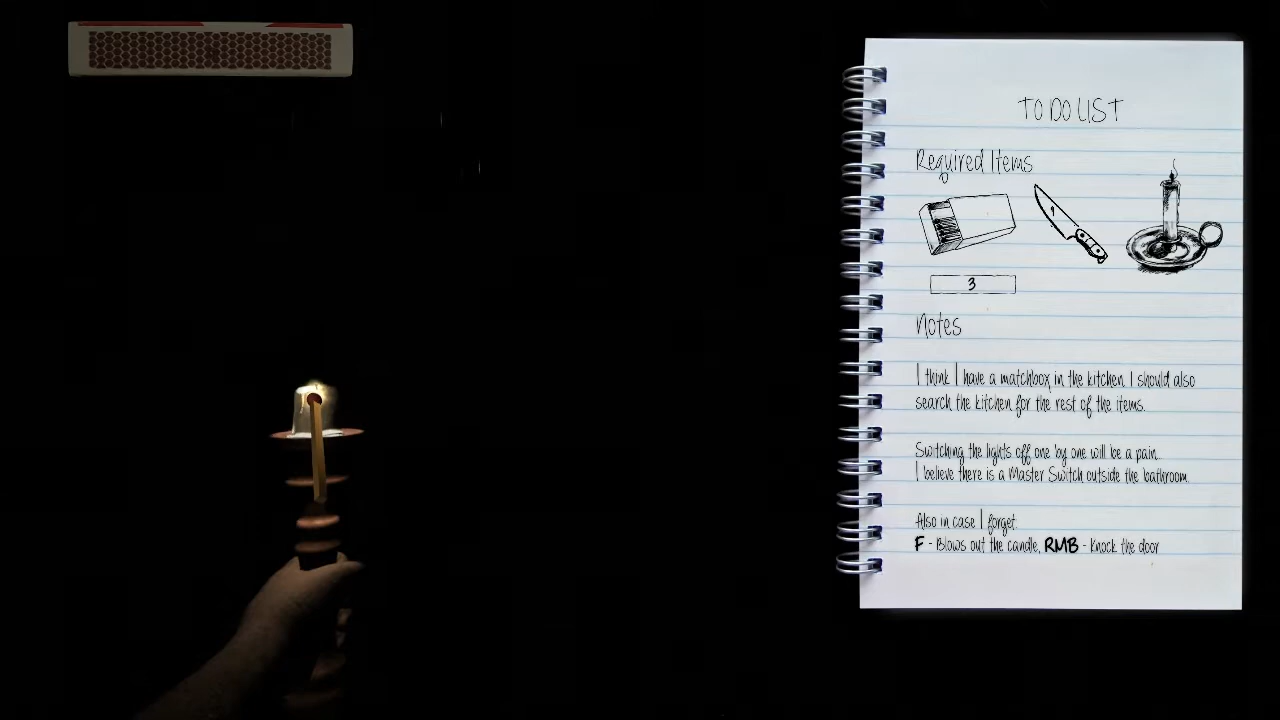 TO DO LIST
Required Items
3
Notes
I think I have a matchbox in the kitchen. I should also
search the kitchen for the rest of the items.
Switching the lights off one by one will be a pain.
I believe there is a Master Switch outside the bathroom.
Also in case I forget:
F - Blows out the candle, RMB - Knock the door